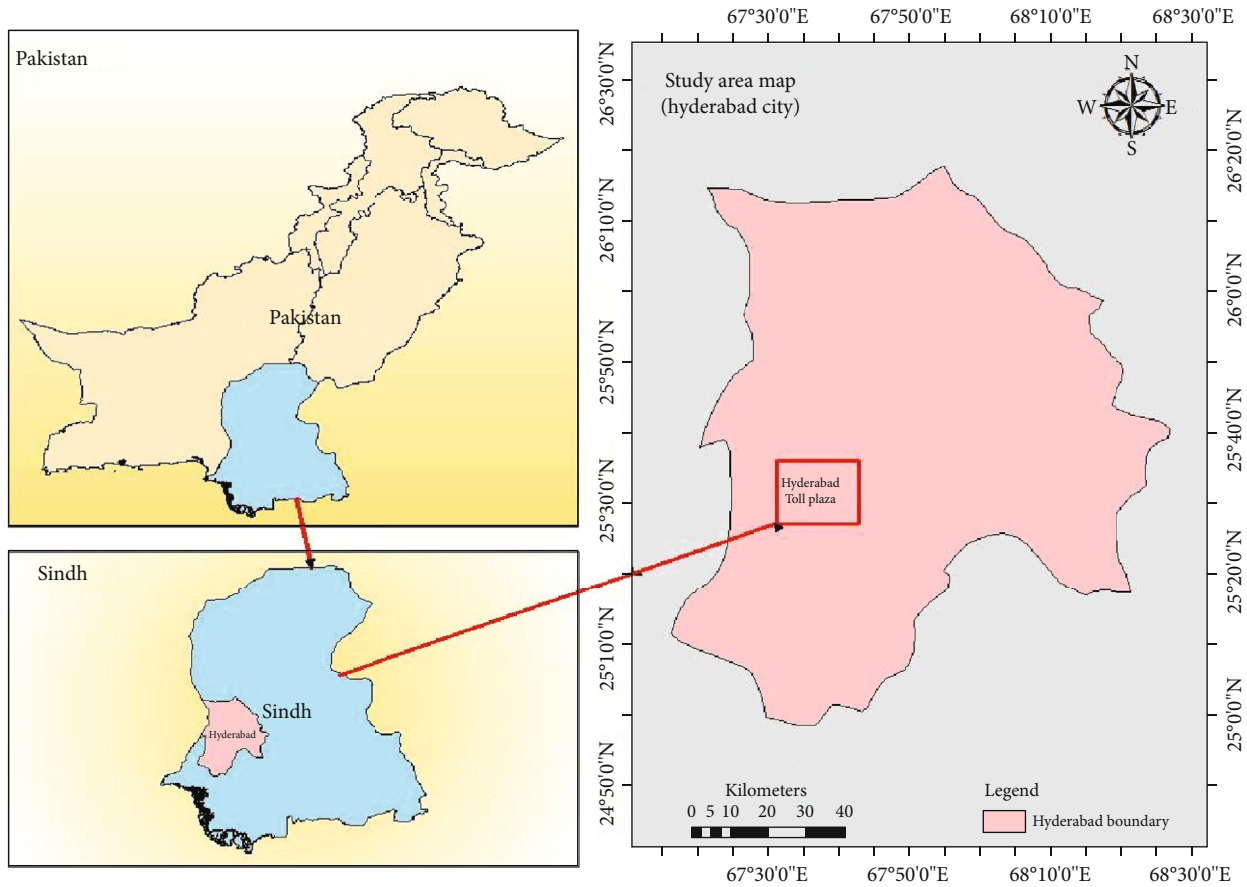 Pakistan
Pakistan
Sindh
Sindh
Hyderabad
67°30'0"E 67°50'0"E 68°10'0"E 68°30'0"E
Study area map
(hyderabad city)
N
W E
S
26°30'0"N
26°10'0"N
25°50'0"N
25°30'0"N
25°10'0"N
24°50'0"N
Hyderabad
Toll plaza
26°20'0"N
26°0'0"N
25°40'0"N
25°20'0"N
25°0'0"N
Kilometers
0 5 10 20 30 40
Legend
Hyderabad boundary
67°30'0"E 67°50'0"E 68°10'0"E 68°30'0"E